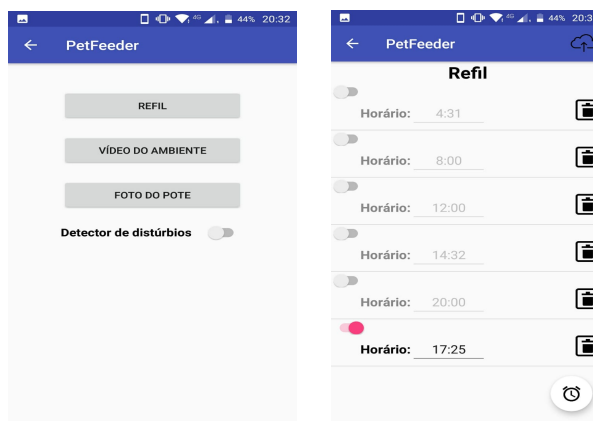 44% 20:32
PetFeeder
REFIL
VÍDEO DO AMBIENTE
FOTO DO POTE
Detector de distúrbios
4G 44% 20:3
PetFeeder
Refil
Horário: 4:31
Horário: 8:00
Horário: 12:00
Horário: 14:32
Horário: 20:00
Horário: 17:25